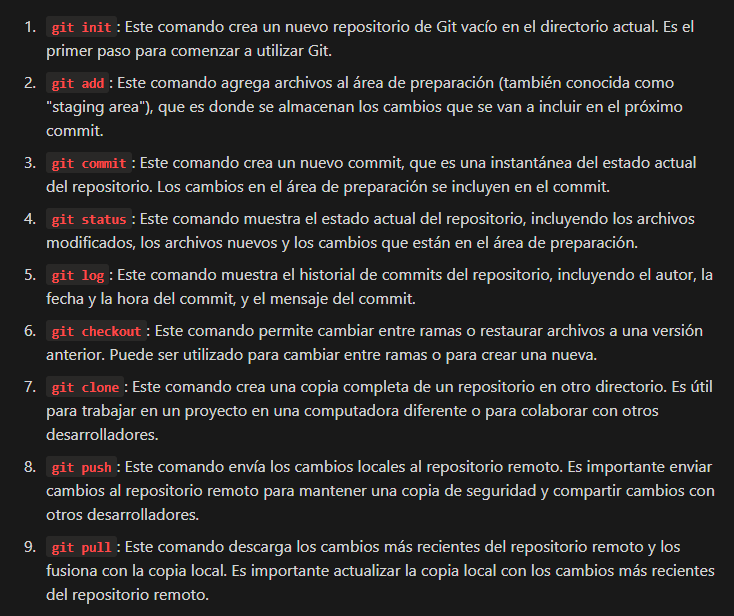 1. git init: Este comando crea un nuevo repositorio de Git vacío en el directorio actual. Es el
primer paso para comenzar a utilizar Git.
2. git add: Este comando agrega archivos al área de preparación (también conocida como
"staging area"), que es donde se almacenan los cambios que se van a incluir en el próximo
commit.
3. git commit: Este comando crea un nuevo commit, que es una instantánea del estado actual
del repositorio. Los cambios en el área de preparación se incluyen en el commit.
4. git status: Este comando muestra el estado actual del repositorio, incluyendo los archivos
modificados, los archivos nuevos y los cambios que están en el área de preparación.
5. git log: Este comando muestra el historial de commits del repositorio, incluyendo el autor, la
fecha y la hora del commit, y el mensaje del commit.
6. git checkout: Este comando permite cambiar entre ramas o restaurar archivos a una versión
anterior. Puede ser utilizado para cambiar entre ramas o para crear una nueva.
7. git clone: Este comando crea una copia completa de un repositorio en otro directorio. Es útil
para trabajar en un proyecto en una computadora diferente o para colaborar con otros
desarrolladores.
8. git push: Este comando envía los cambios locales al repositorio remoto. Es importante enviar
cambios al repositorio remoto para mantener una copia de seguridad y compartir cambios con
otros desarrolladores.
9. git pull: Este comando descarga los cambios más recientes del repositorio remoto y los
fusiona con la copia local. Es importante actualizar la copia local con los cambios más recientes
del repositorio remoto.